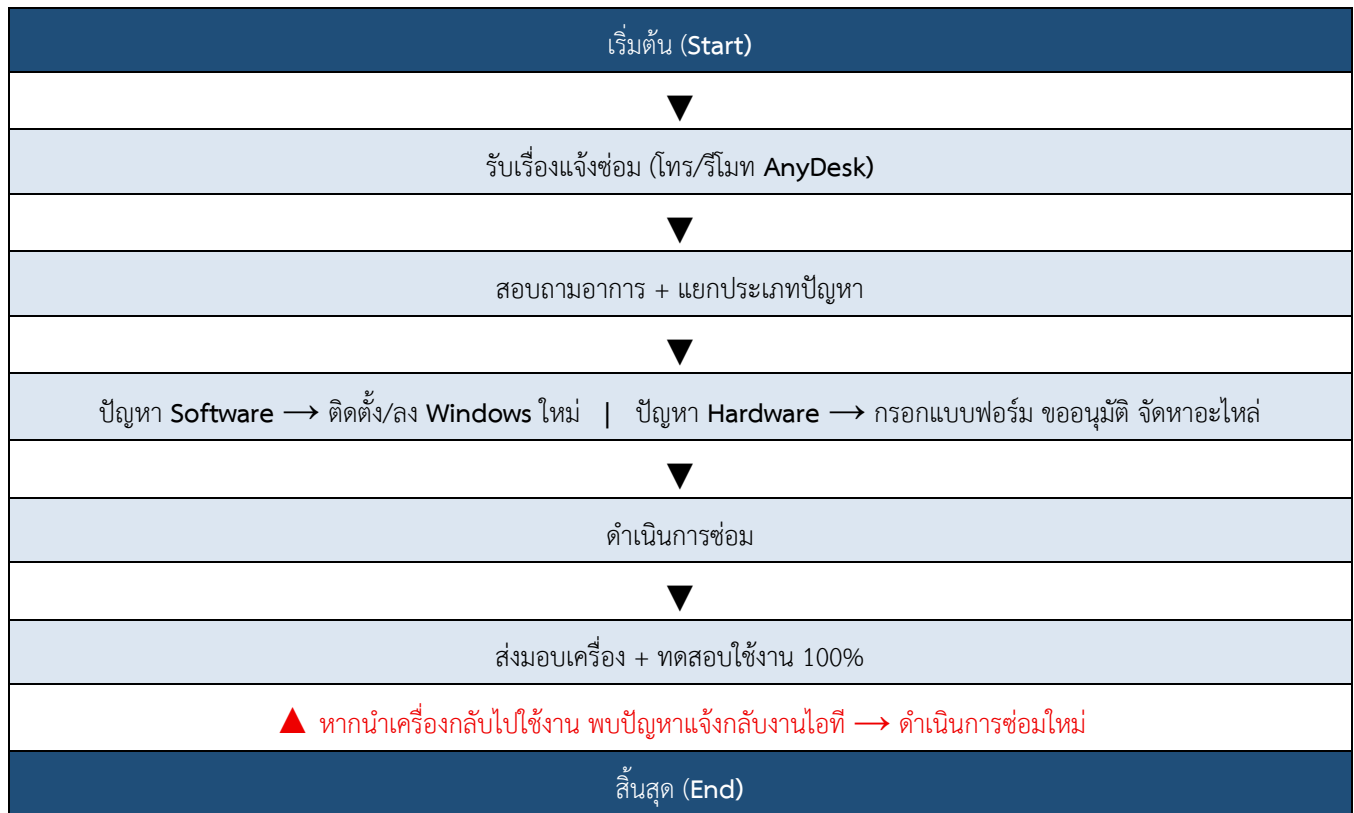 เริ่มต้น (Start)
▼
รับเรื่องแจ้งซ่อม (โทร/รีโมท AnyDesk)
▼
สอบถามอาการ + แยกประเภทปัญหา
▼
ปัญหา Software ⟶ ติดตั้ง/ลง Windows ใหม่ | ปัญหา Hardware ⟶ กรอกแบบฟอร์ม ขออนุมัติ จัดหาอะไหล่
▼
ดำเนินการซ่อม
▼
ส่งมอบเครื่อง + ทดสอบใช้งาน 100%
▲ หากนำเครื่องกลับไปใช้งาน พบปัญหาแจ้งกลับงานไอที ⟶ ดำเนินการซ่อมใหม่
สิ้นสุด (End)